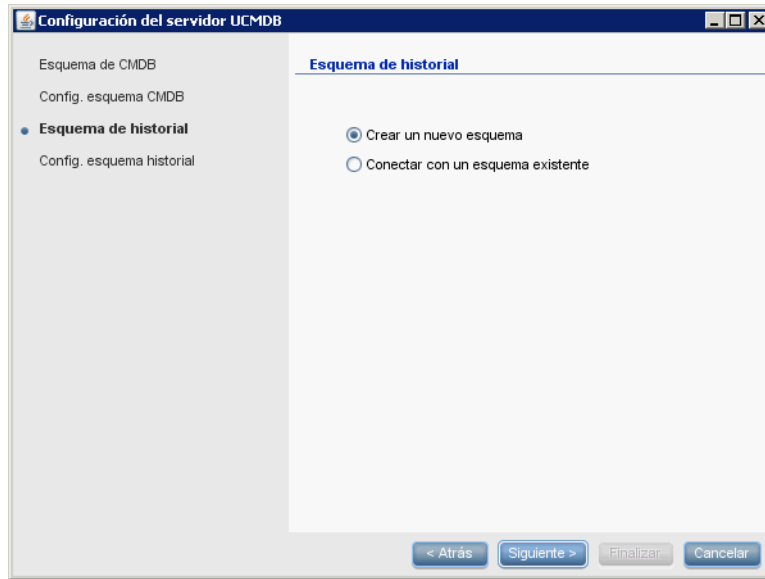 Configuración del servidor UCMDB
Esquema de CMDB
Config. esquema CMDB
Esquema de historial
Config. esquema historial
Esquema de historial
Crear un nuevo esquema
Conectar con un esquema existente
< Atrás
Siguiente >
Finalizar
Cancelar